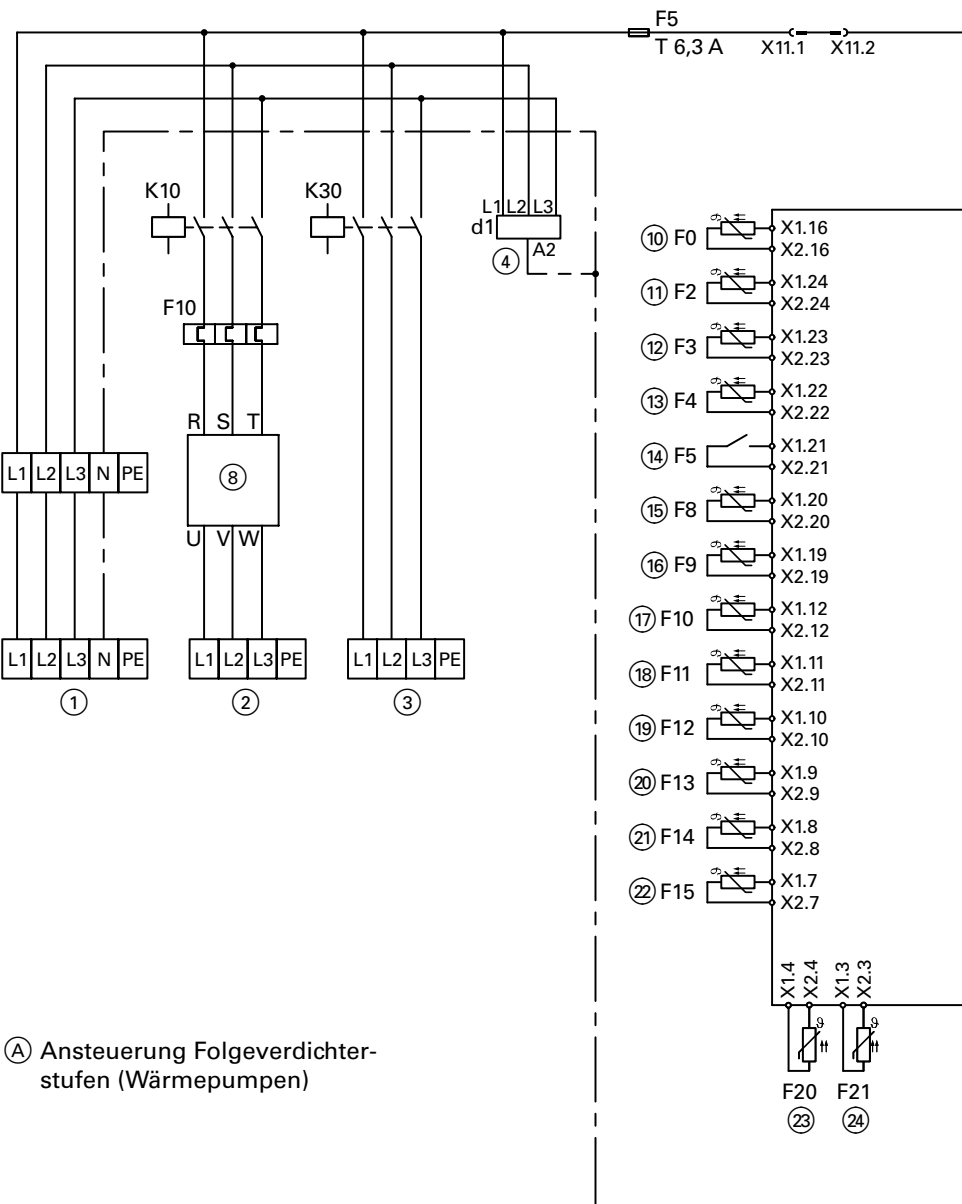 F5
T 6,3 A
X11.1
X11.2
K10
K30
L1 L2 L3
d1
A2
④
F10
R S T
⑧
U V W
L1 L2 L3 N PE
L1 L2 L3 N PE
①
L1 L2 L3 PE
②
L1 L2 L3 PE
③
⑩ F0
X1.16
X2.16
⑪ F2
X1.24
X2.24
⑫ F3
X1.23
X2.23
⑬ F4
X1.22
X2.22
⑭ F5
X1.21
X2.21
⑮ F8
X1.20
X2.20
⑯ F9
X1.19
X2.19
⑰ F10
X1.12
X2.12
⑱ F11
X1.11
X2.11
⑲ F12
X1.10
X2.10
⑳ F13
X1.9
X2.9
㉑ F14
X1.8
X2.8
㉒ F15
X1.7
X2.7
X1.4
X2.4
X1.3
X2.3
ϑ
ϑ
F20
㉓
F21
㉔
Ⓐ Ansteuerung Folgeverdichter-
stufen (Wärmepumpen)